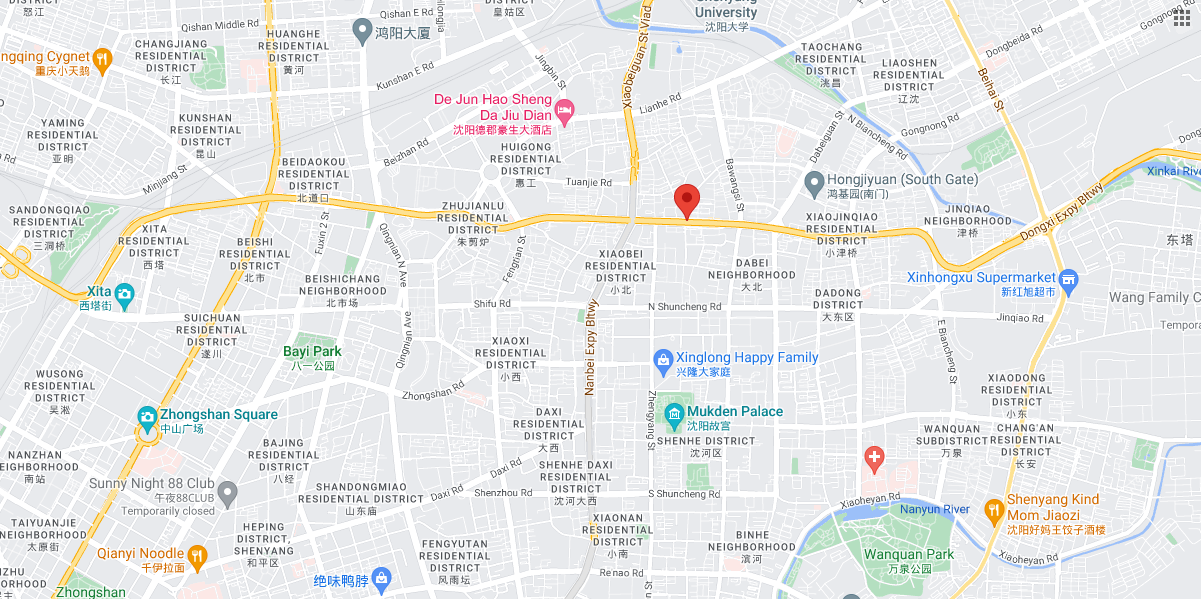 怒江
Qishan Middle Rd
Qishan E Rd
皇姑区
Shenyang
University
沈阳大学
Gongnong Rd
鸿阳大厦
HUANGHE
RESIDENTIAL
DISTRICT
黄河
CHANGJIANG
RESIDENTIAL
DISTRICT
长江
ngqing Cygnet
重庆小天鹅
Kunshan E Rd
Jingbin St
Xiaobeiguan St Viad
TAOCHANG
RESIDENTIAL
DISTRICT
洮昌
Dongbeida Rd
LIAOSHEN
RESIDENTIAL
DISTRICT
辽沈
Beihai St
De Jun Hao Sheng
Da Jiu Dian
沈阳德郡豪生大酒店
Lianhe Rd
Gongnong Rd
N Biancheng Rd
Dabeiguan St
YAMING
RESIDENTIAL
DISTRICT
亚明
KUNSHAN
RESIDENTIAL
DISTRICT
昆山
Beizhan Rd
HUIGONG
RESIDENTIAL
DISTRICT
惠工
Tuanjie Rd
Bawangsi St
Minjiang St
BEIDAOKOU
RESIDENTIAL
DISTRICT
北道口
Hongjiyuan (South Gate)
鸿基园(南门)
Xinkai Rive
Dongxi Expy Bltwy
SANDONGQIAO
RESIDENTIAL
DISTRICT
三洞桥
XITA
RESIDENTIAL
DISTRICT
西塔
Fuxin 2 St
ZHUJIANLU
RESIDENTIAL
DISTRICT
朱剪炉
XIAOJINQIAO
RESIDENTIAL
DISTRICT
小津桥
JINQIAO
NEIGHBORHOOD
津桥
东塔
BEISHI
RESIDENTIAL
DISTRICT
北市
Qingnian N Ave
Fengjian St
XIAOBEI
RESIDENTIAL
DISTRICT
小北
DABEI
NEIGHBORHOOD
大北
Xinhongxu Supermarket
新红旭超市
Wang Family C
Xita
西塔街
BEISHICHANG
NEIGHBORHOOD
北市场
Shifu Rd
N Shuncheng Rd
DADONG
DISTRICT
大东区
Jinqiao Rd
Tempora
SUICHUAN
RESIDENTIAL
DISTRICT
遂川
Qingnian Ave
Nanbei Expy Bltwy
E Biancheng St
Bayi Park
八一公园
XIAOXI
RESIDENTIAL
DISTRICT
小西
Xinglong Happy Family
兴隆大家庭
WUSONG
RESIDENTIAL
DISTRICT
吴淞
Zhongshan Rd
Zhengyang St
XIAODONG
RESIDENTIAL
DISTRICT
小东
Zhongshan Square
中山广场
DAXI
RESIDENTIAL
DISTRICT
大西
Mukden Palace
沈阳故宫
SHENHE DISTRICT
沈河区
WANQUAN
SUBDISTRICT
万泉
CHANG'AN
RESIDENTIAL
DISTRICT
长安
NANZHAN
NEIGHBORHOOD
南站
BAJING
RESIDENTIAL
DISTRICT
八经
Daxi Rd
SHENHE DAXI
RESIDENTIAL
DISTRICT
沈河大西
Sunny Night 88 Club
午夜88CLUB
Temporarily closed
SHANDONGMIAO
RESIDENTIAL DISTRICT
山东庙
Daxi Rd
Shenzhou Rd
S Shuncheng Rd
Xiaoheyan Rd
Nanyun River
Shenyang Kind
Mom Jiaozi
沈阳好妈王饺子酒楼
TAIYUANJIE
NEIGHBORHOOD
太原街
HEPING
DISTRICT,
SHENYANG
和平区
XIAONAN
RESIDENTIAL
DISTRICT
小南
BINHE
NEIGHBORHOOD
滨河
Wanquan Park
万泉公园
Xiaoheyan Rd
Qianyi Noodle
千伊拉面
FENGYUTAN
RESIDENTIAL
DISTRICT
风雨坛
绝味鸭脖
Renao Rd
Zhongshan